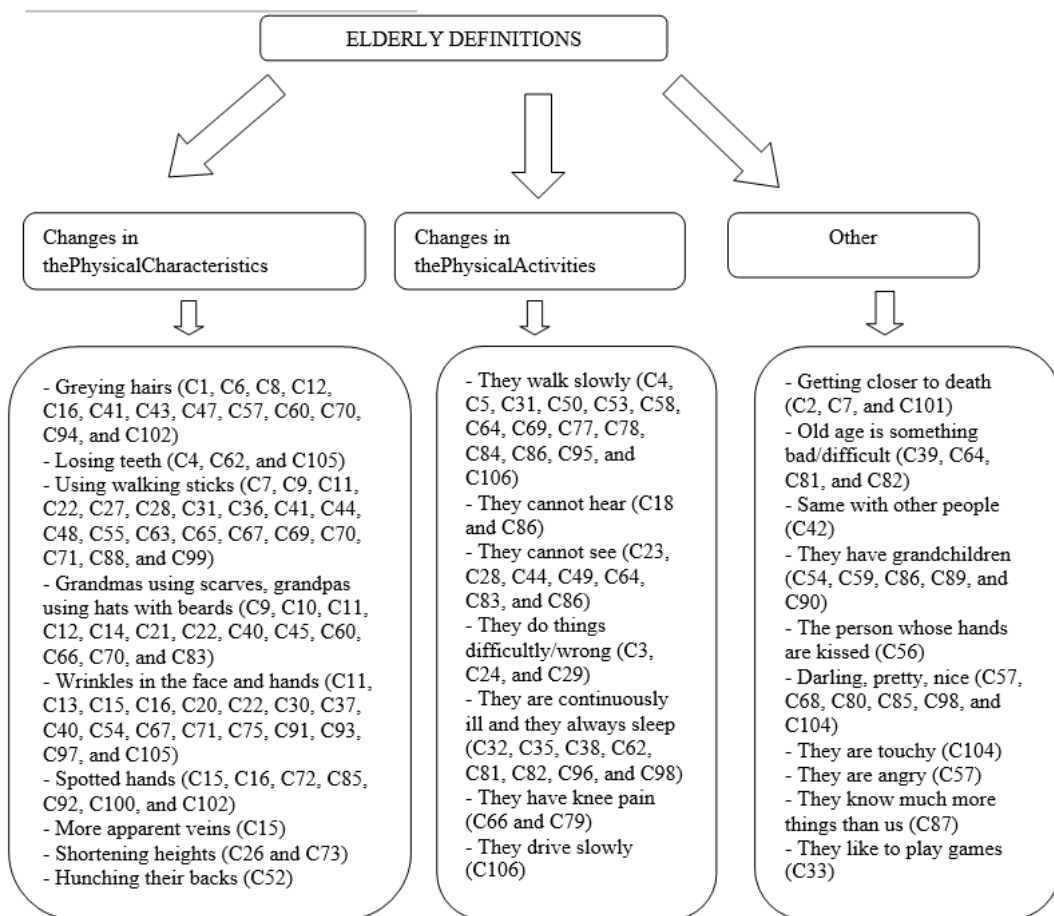 ELDERLY DEFINITIONS
Changes in
thePhysicalCharacteristics
- Greying hairs (C1, C6, C8, C12,
C16, C41, C43, C47, C57, C60, C70,
C94, and C102)
- Losing teeth (C4, C62, and C105)
- Using walking sticks (C7, C9, C11,
C22, C27, C28, C31, C36, C41, C44,
C48, C55, C63, C65, C67, C69, C70,
C71, C88, and C99)
- Grandmas using scarves, grandpas
using hats with beards (C9, C10, C11,
C12, C14, C21, C22, C40, C45, C60,
C66, C70, and C83)
- Wrinkles in the face and hands (C11,
C13, C15, C16, C20, C22, C30, C37,
C40, C54, C67, C71, C75, C91, C93,
C97, and C105)
- Spotted hands (C15, C16, C72, C85,
C92, C100, and C102)
- More apparent veins (C15)
- Shortening heights (C26 and C73)
- Hunching their backs (C52)
Changes in
thePhysicalActivities
- They walk slowly (C4,
C5, C31, C50, C53, C58,
C64, C69, C77, C78,
C84, C86, C95, and
C106)
- They cannot hear (C18
and C86)
- They cannot see (C23,
C28, C44, C49, C64,
C83, and C86)
- They do things
difficultly/wrong (C3,
C24, and C29)
- They are continuously
ill and they always sleep
(C32, C35, C38, C62,
C81, C82, C96, and C98)
- They have knee pain
(C66 and C79)
- They drive slowly
(C106)
Other
- Getting closer to death
(C2, C7, and C101)
- Old age is something
bad/difficult (C39, C64,
C81, and C82)
- Same with other people
(C42)
- They have grandchildren
(C54, C59, C86, C89, and
C90)
- The person whose hands
are kissed (C56)
- Darling, pretty, nice (C57,
C68, C80, C85, C98, and
C104)
- They are touchy (C104)
- They are angry (C57)
- They know much more
things than us (C87)
- They like to play games
(C33)